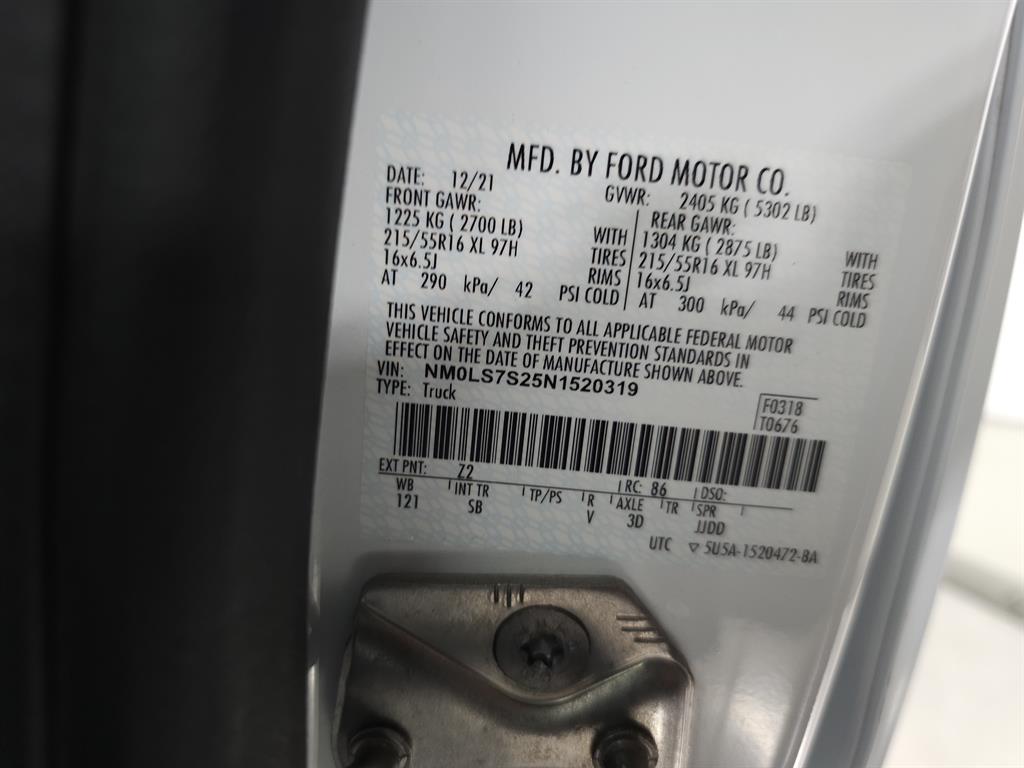 MFD. BY FORD MOTOR CO.
DATE: 12/21 GVWR: 2405 KG ( 5302 LB)
FRONT GAWR: REAR GAWR:
1225 KG ( 2700 LB) WITH 1304 KG ( 2875 LB) WITH
215/55R16 XL 97H TIRES 215/55R16 XL 97H TIRES
16x6.5J RIMS 16x6.5J RIMS
AT 290 kPa/ 42 PSI COLD AT 300 kPa/ 44 PSI COLD
THIS VEHICLE CONFORMS TO ALL APPLICABLE FEDERAL MOTOR
VEHICLE SAFETY AND THEFT PREVENTION STANDARDS IN
EFFECT ON THE DATE OF MANUFACTURE SHOWN ABOVE.
VIN: NM0LS7S25N1520319
TYPE: Truck
F0318
T0676
EXT PNT: Z2 RC: 86 DSO:
WB INT TR TP/PS R AXLE TR SPR
121 SB V 3D JJDD
UTC ▽ 5U5A-1520472-BA